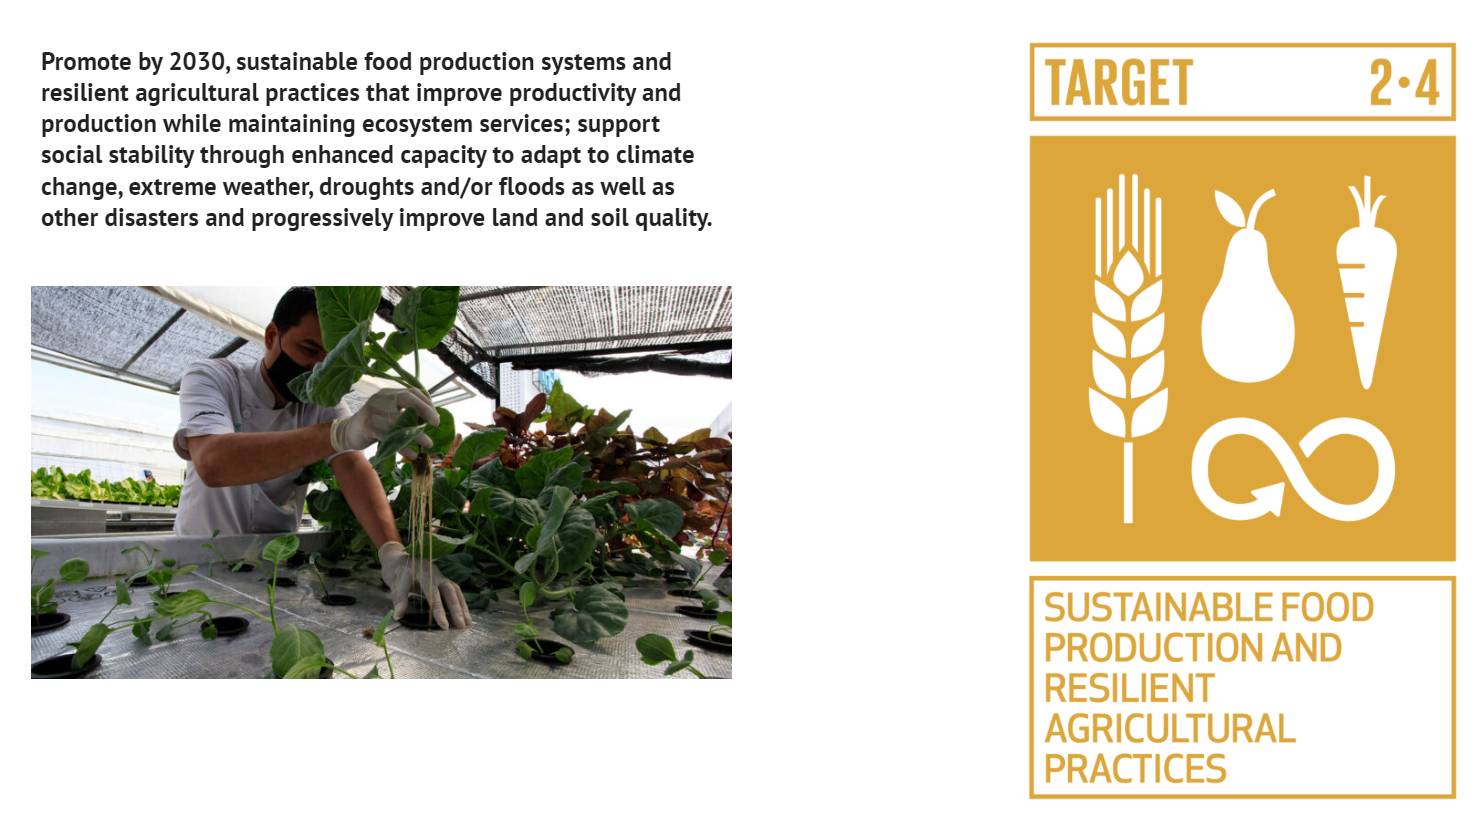 Promote by 2030, sustainable food production systems and
resilient agricultural practices that improve productivity and
production while maintaining ecosystem services; support
social stability through enhanced capacity to adapt to climate
change, extreme weather, droughts and/or floods as well as
other disasters and progressively improve land and soil quality.
TARGET 2·4
SUSTAINABLE FOOD
PRODUCTION AND
RESILIENT
AGRICULTURAL
PRACTICES